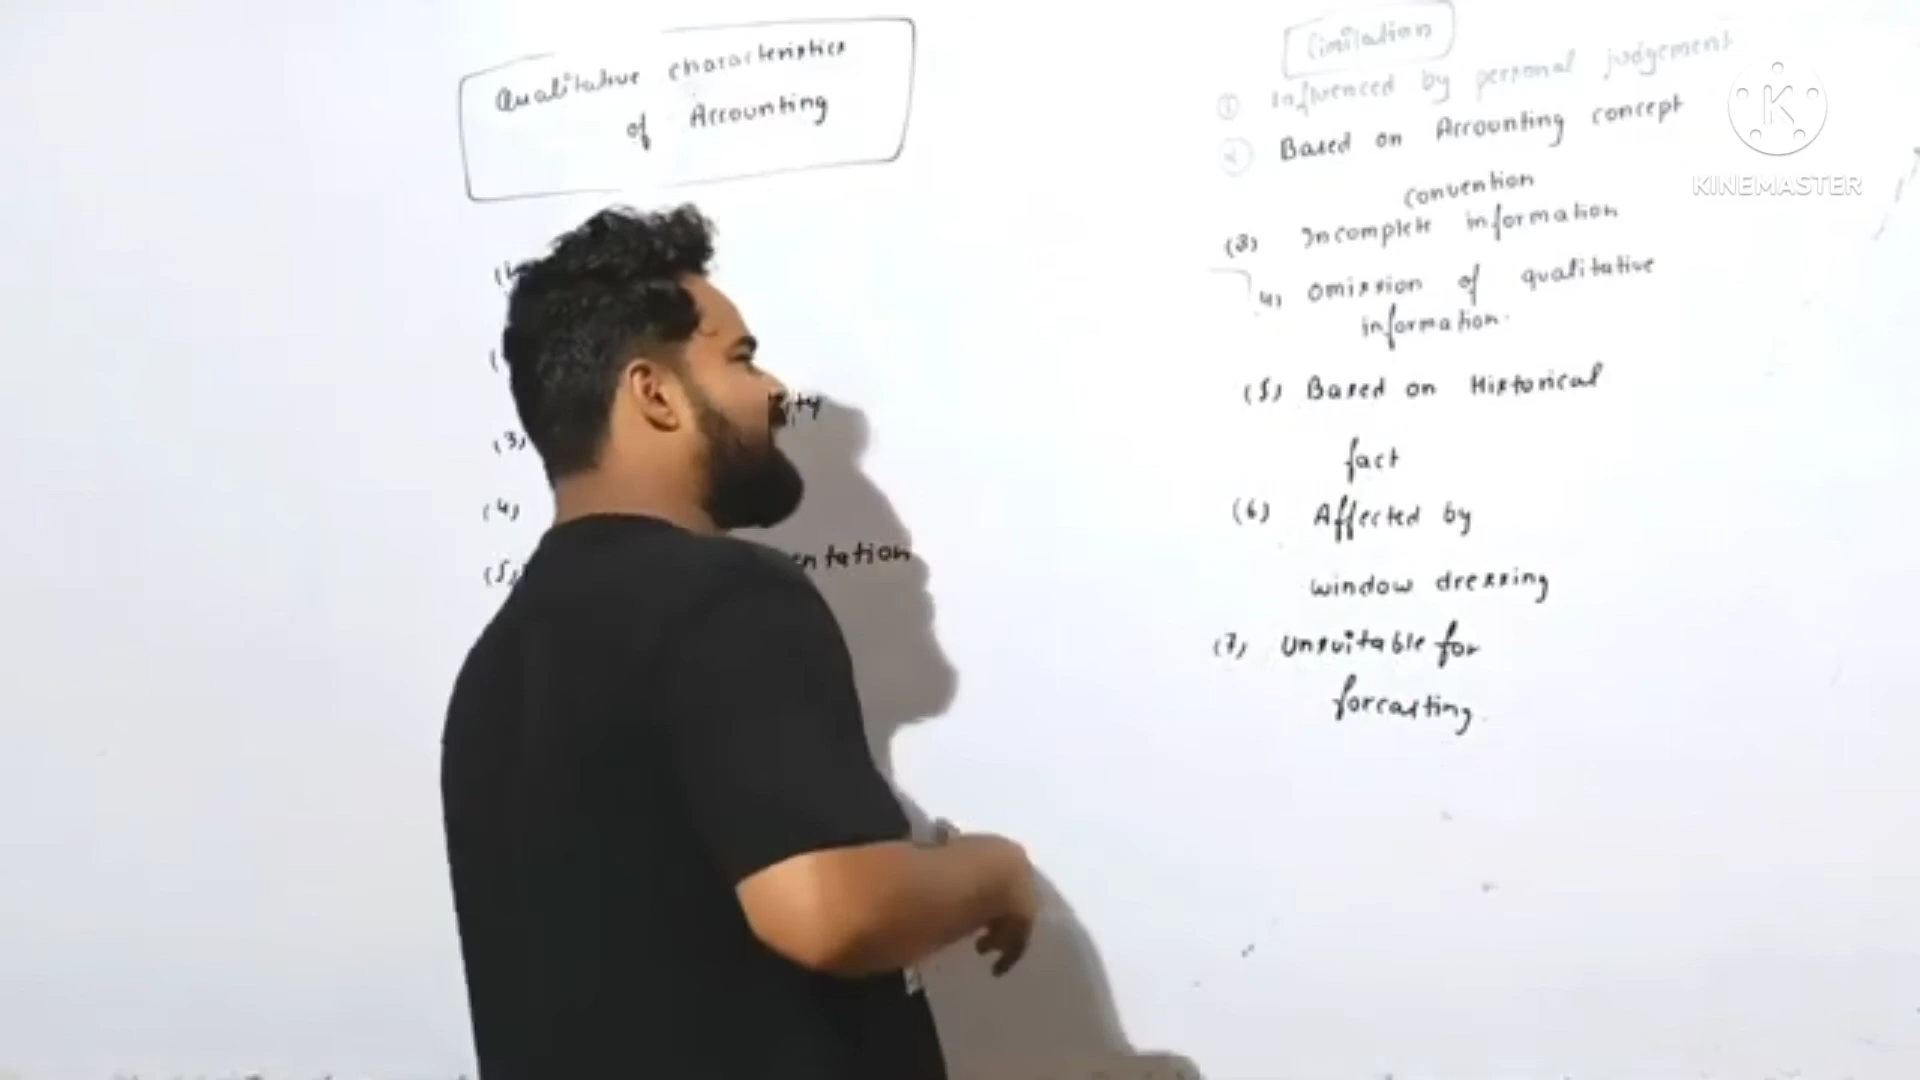 Qualitative characteristics
of Accounting
(3)
(4)
(5)
Limitation
① Influenced by personal judgement
② Based on Accounting concept
convention
(3) Incomplete information
4) Omission of qualitative
information.
(5) Based on Historical
fact
(6) Affected by
window dressing
(7) Unsuitable for
forcasting
KINEMASTER